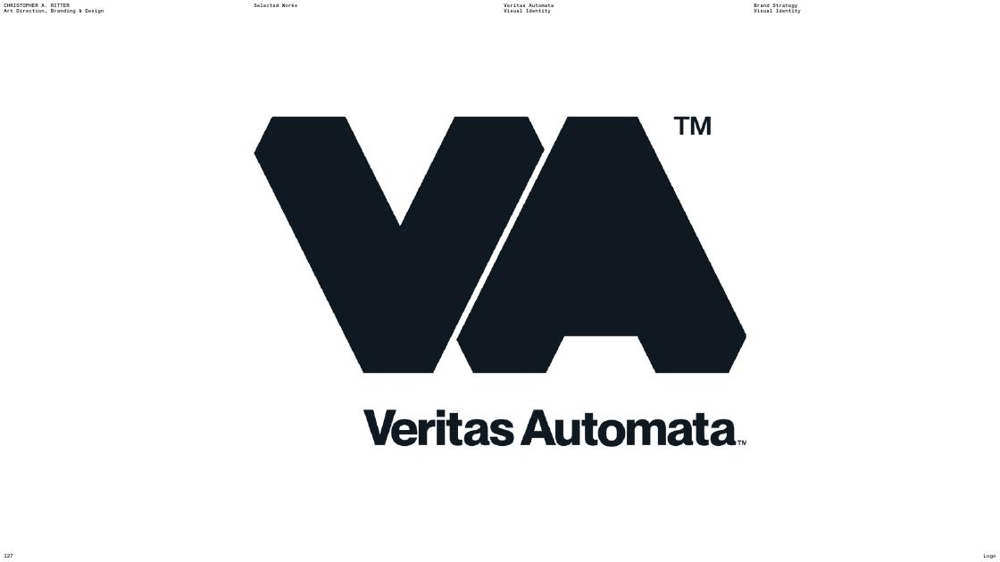 CHRISTOPHER A. RITTER
Art Direction, Branding & Design
Selected Works
Veritas Automata
Visual Identity
Brand Strategy
Visual Identity
VA TM
Veritas Automata TM
127
Logo